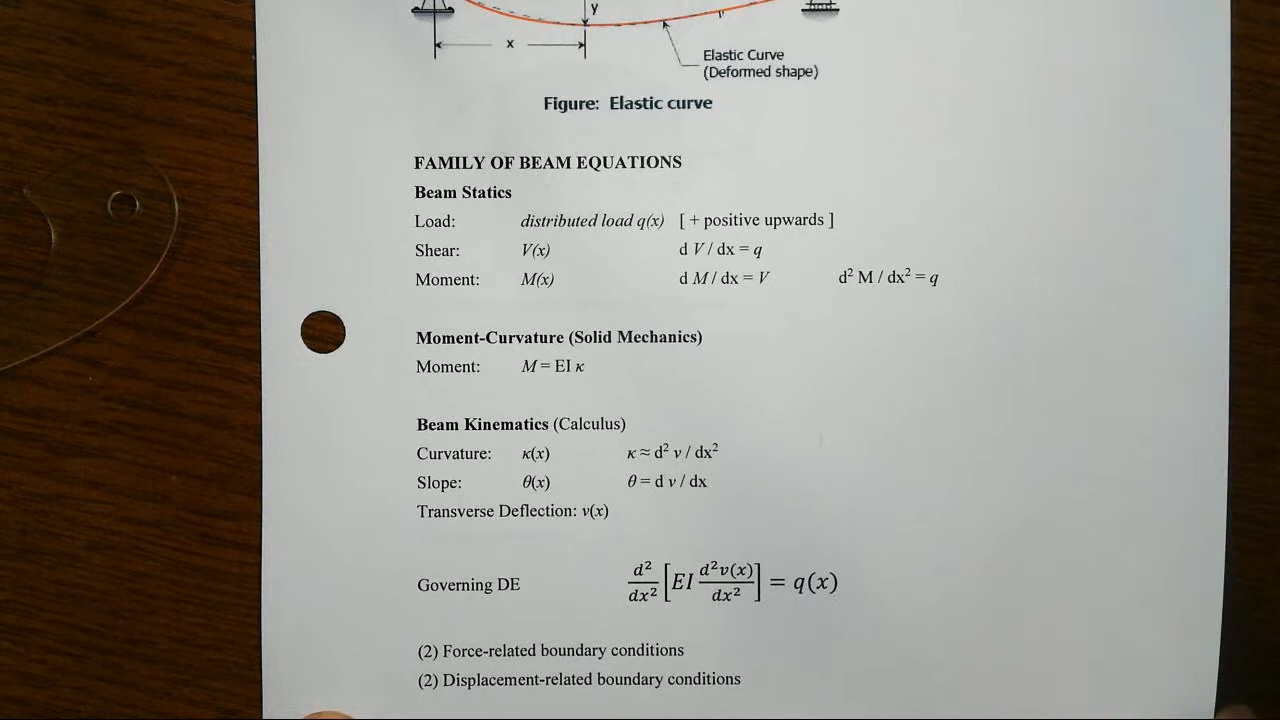 y
v
x
Elastic Curve
(Deformed shape)
Figure: Elastic curve
FAMILY OF BEAM EQUATIONS
Beam Statics
Load: distributed load q(x) [ + positive upwards ]
Shear: V(x) d V / dx = q
Moment: M(x) d M / dx = V d² M / dx² = q
Moment-Curvature (Solid Mechanics)
Moment: M = EI κ
Beam Kinematics (Calculus)
Curvature: κ(x) κ ≈ d² v / dx²
Slope: θ(x) θ = d v / dx
Transverse Deflection: v(x)
Governing DE d²/dx² [EI d²v(x)/dx²] = q(x)
(2) Force-related boundary conditions
(2) Displacement-related boundary conditions